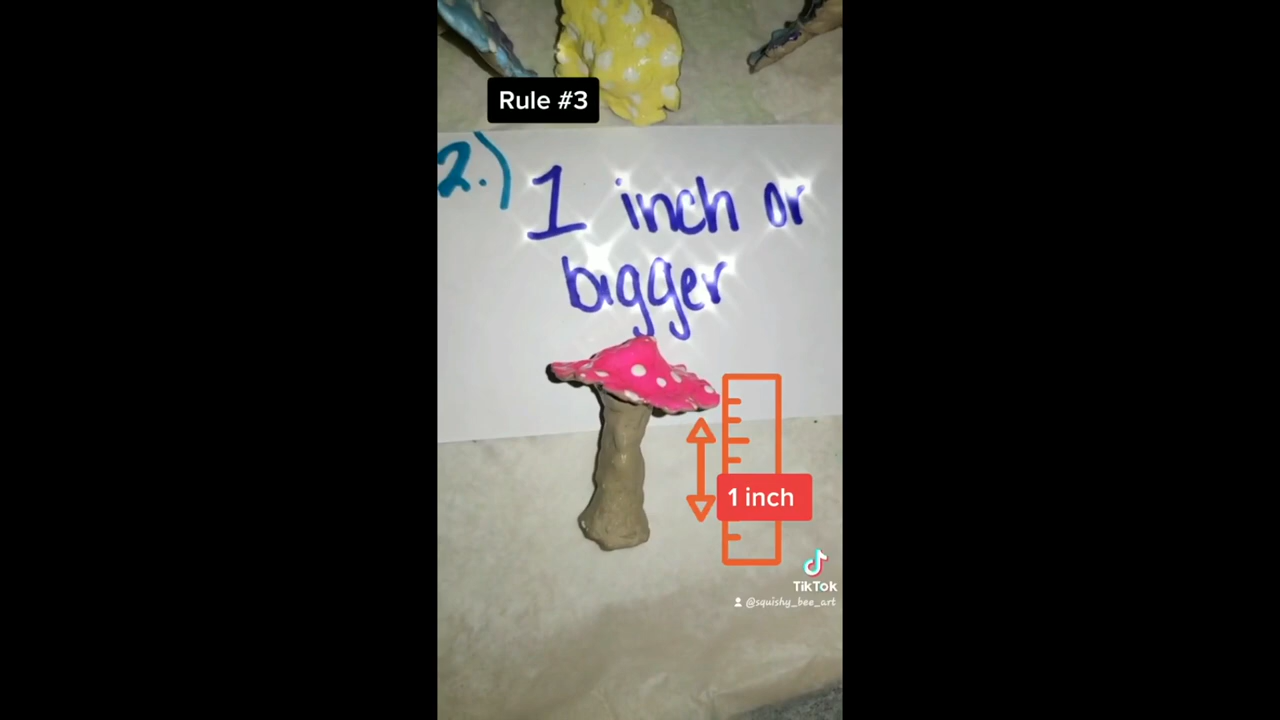 Rule #3
2.) 1 inch or
bigger
1 inch
TikTok
@squishy_bee_art